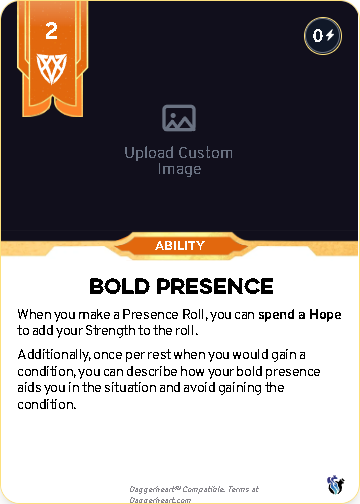 2
0
Upload Custom
Image
ABILITY
BOLD PRESENCE
When you make a Presence Roll, you can spend a Hope
to add your Strength to the roll.
Additionally, once per rest when you would gain a
condition, you can describe how your bold presence
aids you in the situation and avoid gaining the
condition.
Daggerheart℠ Compatible. Terms at
Daggerheart.com